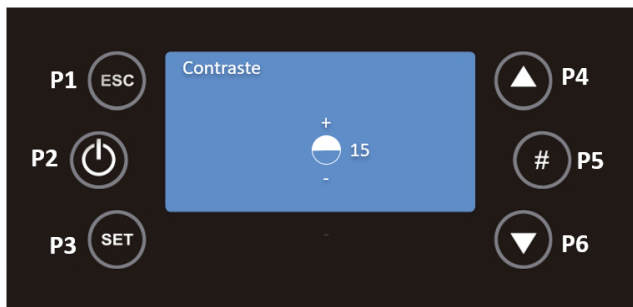 P1 ESC
Contraste
P4
P2
+
15
-
# P5
P3 SET
-
P6